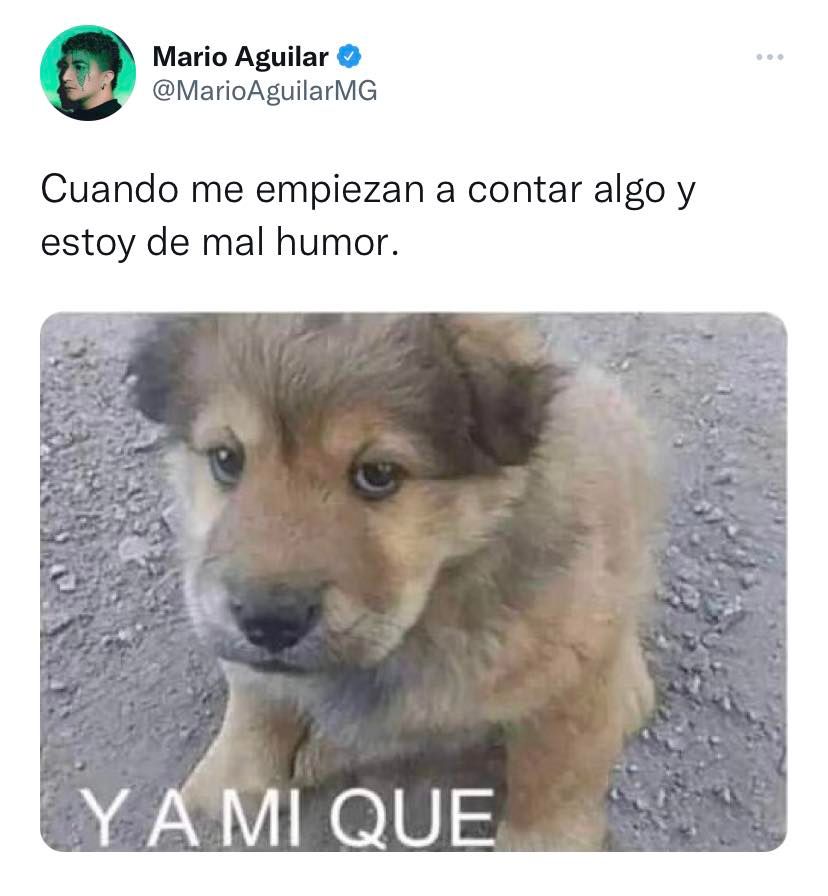 Mario Aguilar
@MarioAguilarMG
Cuando me empiezan a contar algo y
estoy de mal humor.
Y A MI QUE